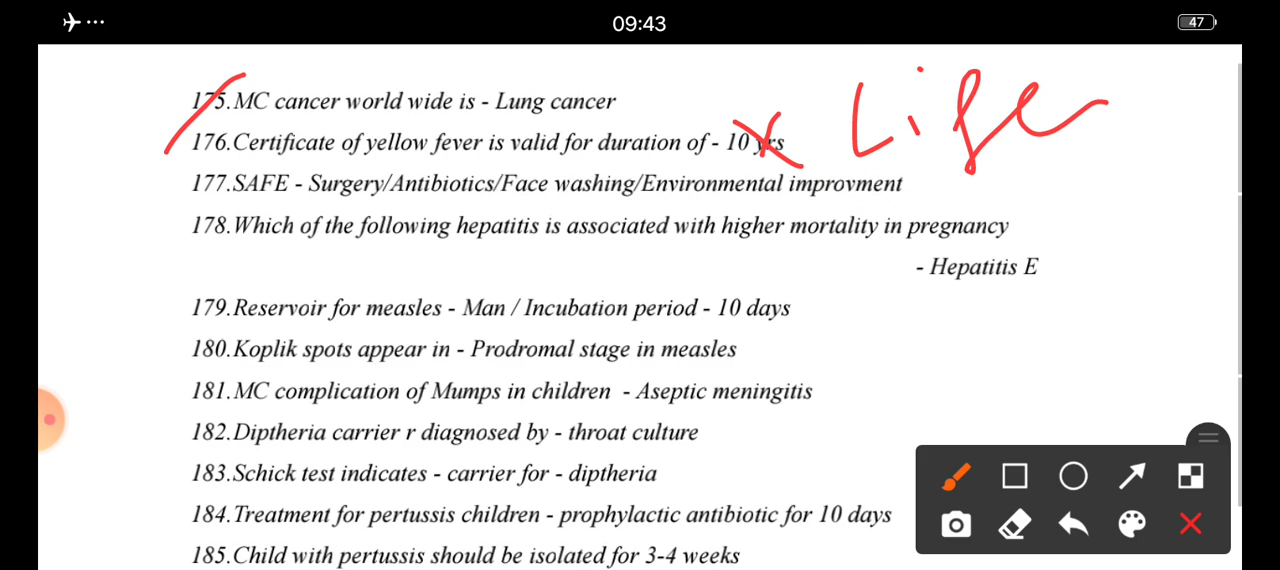 09:43
47
175.MC cancer world wide is - Lung cancer
176.Certificate of yellow fever is valid for duration of - 10 yrs Life
177.SAFE - Surgery/Antibiotics/Face washing/Environmental improvment
178.Which of the following hepatitis is associated with higher mortality in pregnancy
- Hepatitis E
179.Reservoir for measles - Man / Incubation period - 10 days
180.Koplik spots appear in - Prodromal stage in measles
181.MC complication of Mumps in children - Aseptic meningitis
182.Diptheria carrier r diagnosed by - throat culture
183.Schick test indicates - carrier for - diptheria
184.Treatment for pertussis children - prophylactic antibiotic for 10 days
185.Child with pertussis should be isolated for 3-4 weeks